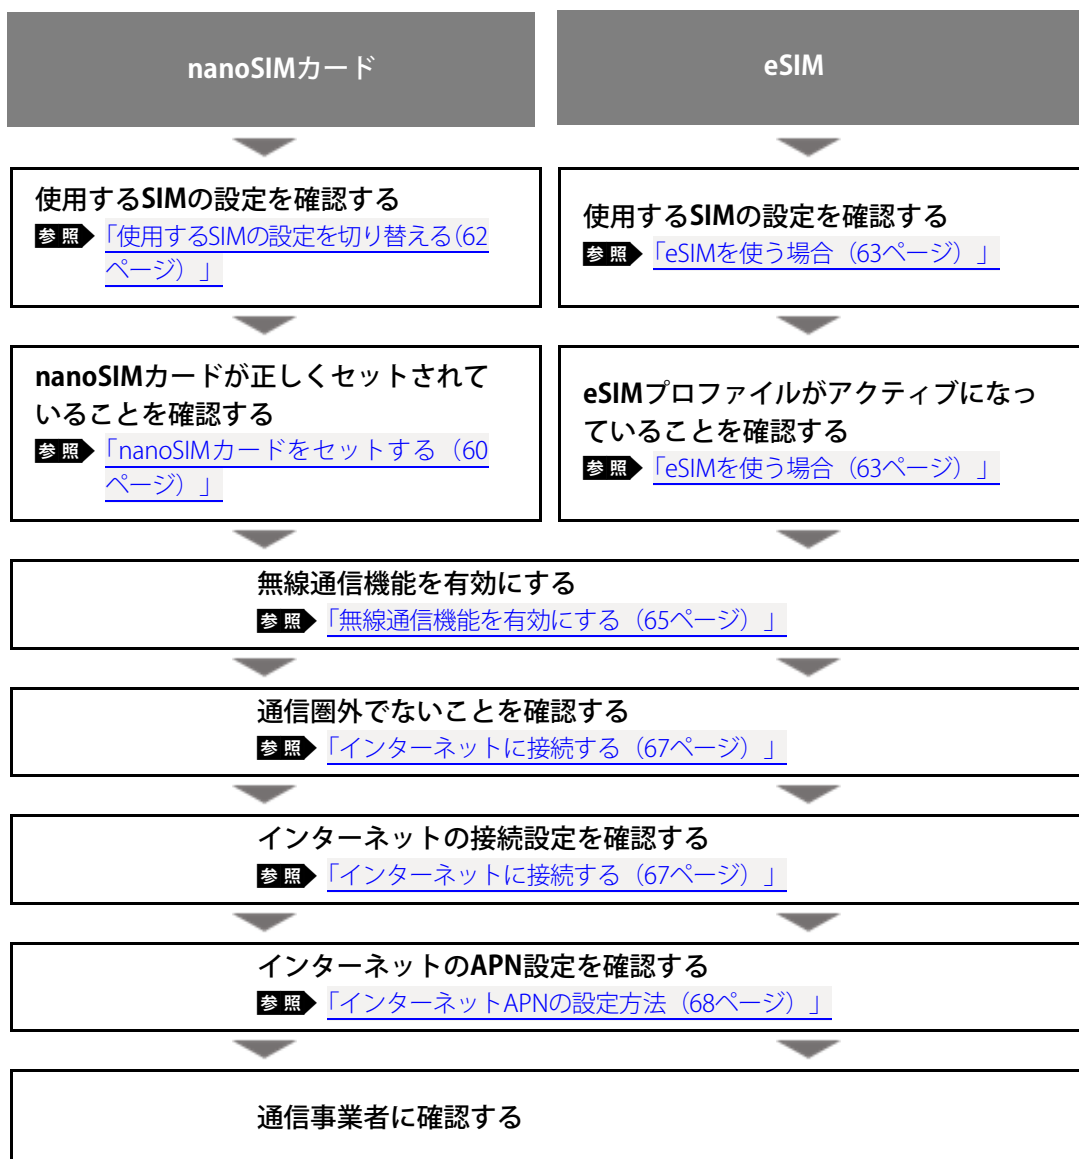 nanoSIMカード
eSIM
使用するSIMの設定を確認する
参照 「使用するSIMの設定を切り替える（62
ページ）」
使用するSIMの設定を確認する
参照 「eSIMを使う場合（63ページ）」
nanoSIMカードが正しくセットされて
いることを確認する
参照 「nanoSIMカードをセットする（60
ページ）」
eSIMプロファイルがアクティブになっ
ていることを確認する
参照 「eSIMを使う場合（63ページ）」
無線通信機能を有効にする
参照 「無線通信機能を有効にする（65ページ）」
通信圏外でないことを確認する
参照 「インターネットに接続する（67ページ）」
インターネットの接続設定を確認する
参照 「インターネットに接続する（67ページ）」
インターネットのAPN設定を確認する
参照 「インターネットAPNの設定方法（68ページ）」
通信事業者に確認する